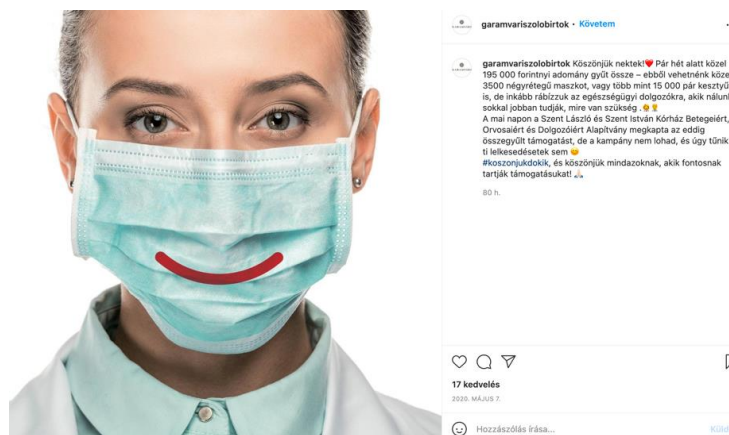 garamvariszolobirtok • Követem
garamvariszolobirtok Köszönjük nektek!❤️ Pár hét alatt közel
195 000 forintnyi adomány gyűlt össze – ebből vehetnénk köze
3500 négyrétegű maszkot, vagy több mint 15 000 pár kesztyű
is, de inkább rábízzuk az egészségügyi dolgozókra, akik nálunk
sokkal jobban tudják, mire van szükség .
A mai napon a Szent László és Szent István Kórház Betegeiért,
Orvosaiért és Dolgozóiért Alapítvány megkapta az eddig
összegyűlt támogatást, de a kampány nem lohad, és úgy tűnik
ti lelkesedésetek sem 😊
#koszonjukdokik, és köszönjük mindazoknak, akik fontosnak
tartják támogatásukat! 🙏🏻
80 h.
17 kedvelés
2020. MÁJUS 7.
Hozzászólás írása...
Küld